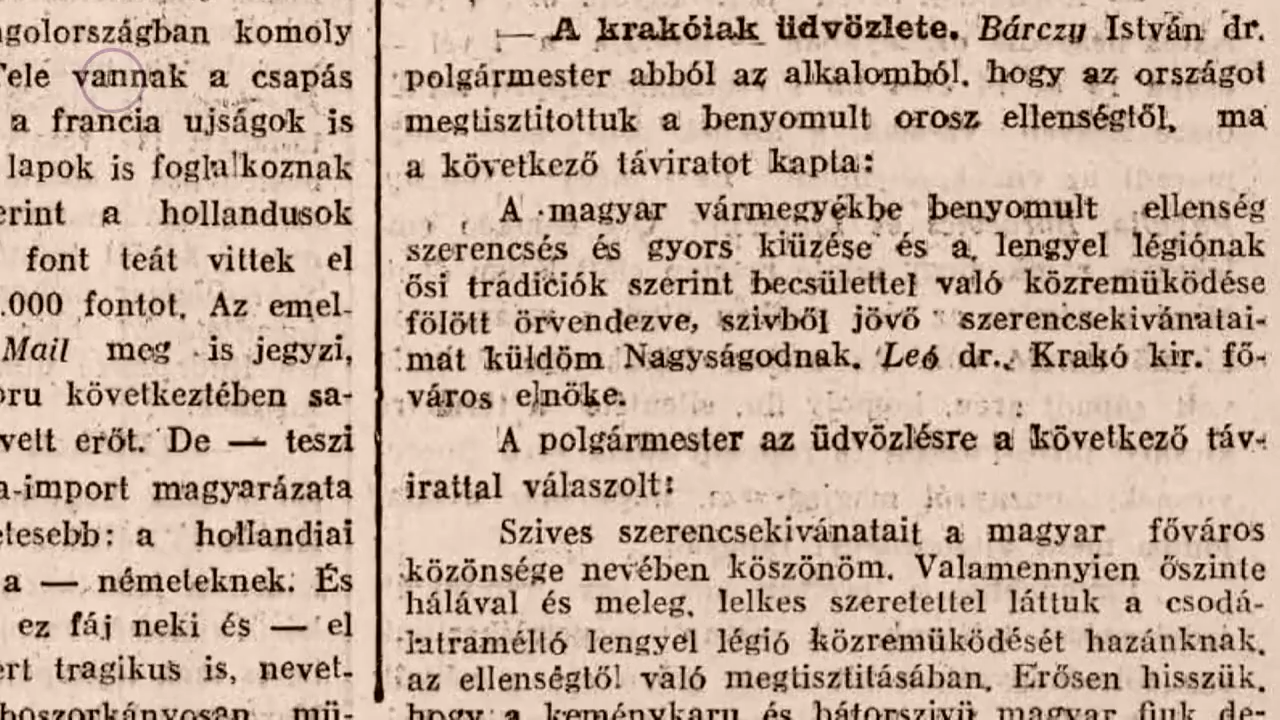 golországban komoly
ele vannak a csapás
a francia ujságok is
lapok is foglalkoznak
erint a hollandusok
font teát vittek el
.000 fontot. Az emel-
Mail meg is jegyzi,
oru következtében sa-
vett erőt. De — teszi
a-import magyarázata
etesebb: a hollandiai
a — németeknek. És
ez fáj neki és — el
ert tragikus is, nevet-
boszorkányosan mü-
— A krakóiak üdvözlete. Bárczy István dr.
polgármester abból az alkalomból, hogy az országot
megtisztitottuk a benyomult orosz ellenségtől, ma
a következő táviratot kapta:
A magyar vármegyékbe benyomult ellenség
szerencsés és gyors kiüzése és a lengyel légiónak
ősi tradiciók szerint becsülettel való közremüködése
fölött örvendezve, szivből jövő szerencsekivánatai-
mat küldöm Nagyságodnak. Leó dr., Krakó kir. fő-
város elnöke.
A polgármester az üdvözlésre a következő táv-
irattal válaszolt:
Szives szerencsekivánatait a magyar főváros
közönsége nevében köszönöm. Valamennyien őszinte
hálával és meleg, lelkes szeretettel láttuk a csodá-
latraméltó lengyel légió közremüködését hazánknak,
az ellenségtől való megtisztitásában. Erősen hisszük,
hogy a keménykaru és bátorszivü magyar fiuk de-